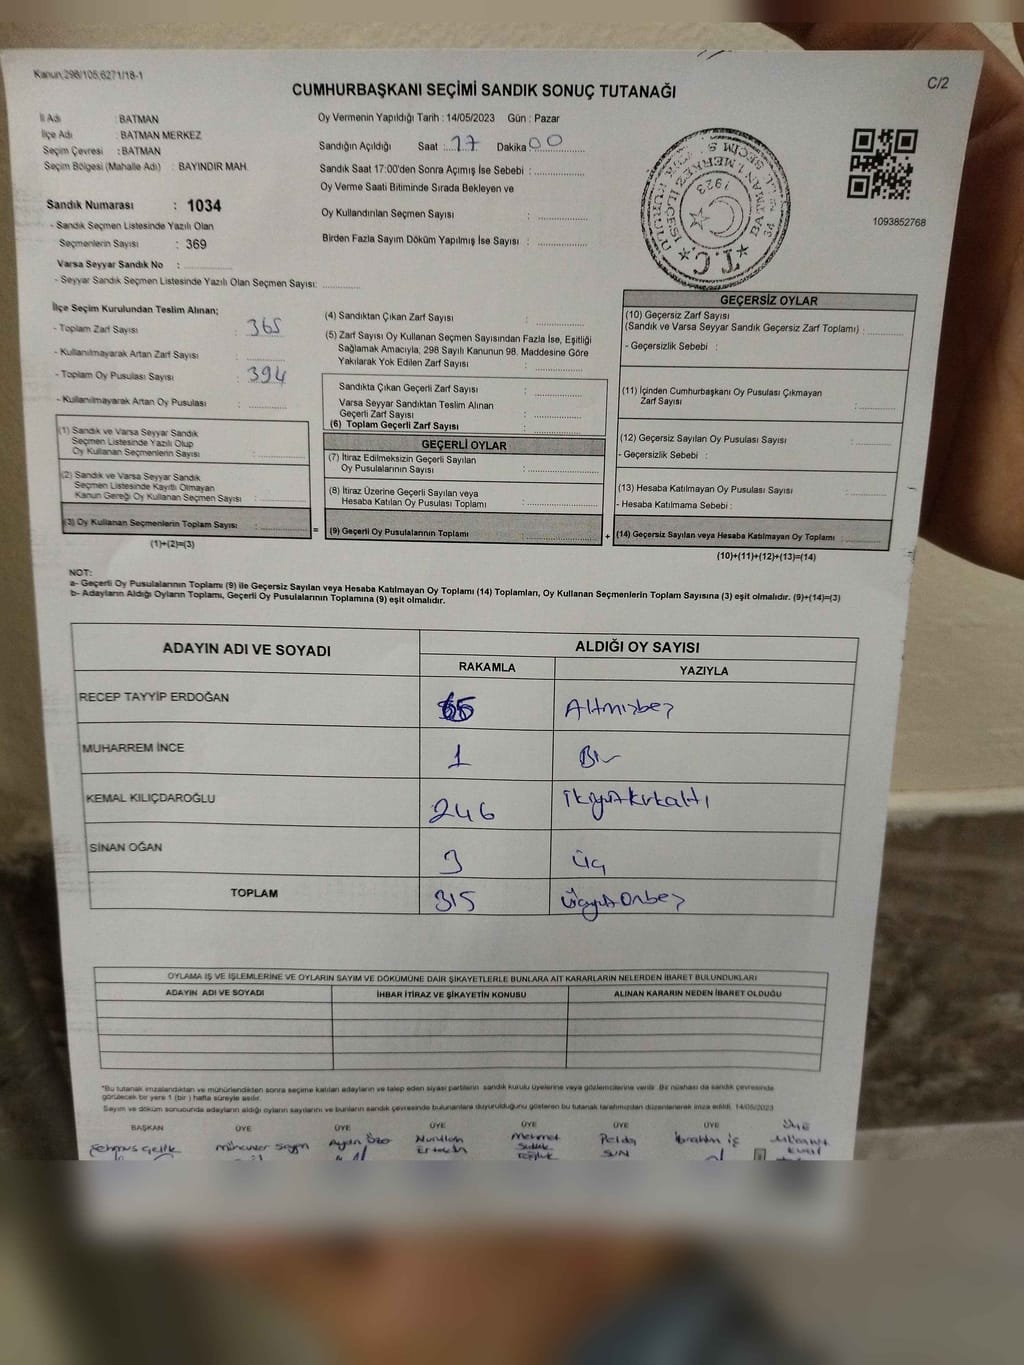 Kanun,298/105,6271/18-1
C/2
CUMHURBAŞKANI SEÇİMİ SANDIK SONUÇ TUTANAĞI
İl Adı : BATMAN
İlçe Adı : BATMAN MERKEZ
Seçim Çevresi : BATMAN
Seçim Bölgesi (Mahalle Adı) : BAYINDIR MAH.
Sandık Numarası : 1034
- Sandık Seçmen Listesinde Yazılı Olan
Seçmenlerin Sayısı : 369
Varsa Seyyar Sandık No :
- Seyyar Sandık Seçmen Listesinde Yazılı Olan Seçmen Sayısı:
Oy Vermenin Yapıldığı Tarih : 14/05/2023 Gün : Pazar
Sandığın Açıldığı Saat : 17 Dakika 00
Sandık Saat 17:00'den Sonra Açımış İse Sebebi :
Oy Verme Saati Bitiminde Sırada Bekleyen ve
Oy Kullandırılan Seçmen Sayısı :
Birden Fazla Sayım Döküm Yapılmış İse Sayısı :
1093852768
İlçe Seçim Kurulundan Teslim Alınan;
- Toplam Zarf Sayısı : 365
- Kullanılmayarak Artan Zarf Sayısı :
- Toplam Oy Pusulası Sayısı : 394
- Kullanılmayarak Artan Oy Pusulası :
(1) Sandık ve Varsa Seyyar Sandık
Seçmen Listesinde Yazılı Olup
Oy Kullanan Seçmenlerin Sayısı :
(2) Sandık ve Varsa Seyyar Sandık
Seçmen Listesinde Kayıtlı Olmayan
Kanun Gereği Oy Kullanan Seçmen Sayısı :
(3) Oy Kullanan Seçmenlerin Toplam Sayısı :
(1)+(2)=(3)
(4) Sandıktan Çıkan Zarf Sayısı :
(5) Zarf Sayısı Oy Kullanan Seçmen Sayısından Fazla İse, Eşitliği
Sağlamak Amacıyla, 298 Sayılı Kanunun 98. Maddesine Göre
Yakılarak Yok Edilen Zarf Sayısı :
Sandıkta Çıkan Geçerli Zarf Sayısı :
Varsa Seyyar Sandıktan Teslim Alınan
Geçerli Zarf Sayısı :
(6) Toplam Geçerli Zarf Sayısı :
GEÇERLİ OYLAR
(7) İtiraz Edilmeksizin Geçerli Sayılan
Oy Pusulalarının Sayısı :
(8) İtiraz Üzerine Geçerli Sayılan veya
Hesaba Katılan Oy Pusulası Toplamı :
= (9) Geçerli Oy Pusulalarının Toplamı :
GEÇERSİZ OYLAR
(10) Geçersiz Zarf Sayısı
(Sandık ve Varsa Seyyar Sandık Geçersiz Zarf Toplamı) :
- Geçersizlik Sebebi :
(11) İçinden Cumhurbaşkanı Oy Pusulası Çıkmayan
Zarf Sayısı :
(12) Geçersiz Sayılan Oy Pusulası Sayısı :
- Geçersizlik Sebebi :
(13) Hesaba Katılmayan Oy Pusulası Sayısı :
- Hesaba Katılmama Sebebi :
+ (14) Geçersiz Sayılan veya Hesaba Katılmayan Oy Toplamı :
(10)+(11)+(12)+(13)=(14)
NOT:
a- Geçerli Oy Pusulalarının Toplamı (9) ile Geçersiz Sayılan veya Hesaba Katılmayan Oy Toplamı (14) Toplamları, Oy Kullanan Seçmenlerin Toplam Sayısına (3) eşit olmalıdır. (9)+(14)=(3)
b- Adayların Aldığı Oyların Toplamı, Geçerli Oy Pusulalarının Toplamına (9) eşit olmalıdır.
ADAYIN ADI VE SOYADI ALDIĞI OY SAYISI
RAKAMLA YAZIYLA
RECEP TAYYİP ERDOĞAN 65 Altmışbeş
MUHARREM İNCE 1 Bir
KEMAL KILIÇDAROĞLU 246 ikiyüzkırkaltı
SİNAN OĞAN 3 Üç
TOPLAM 315 ÜçyüzOnbeş
OYLAMA İŞ VE İŞLEMLERİNE VE OYLARIN SAYIM VE DÖKÜMÜNE DAİR ŞİKAYETLERLE BUNLARA AİT KARARLARIN NELERDEN İBARET BULUNDUKLARI
ADAYIN ADI VE SOYADI İHBAR İTİRAZ VE ŞİKAYETİN KONUSU ALINAN KARARIN NEDEN İBARET OLDUĞU
"Bu tutanak imzalandıktan ve mühürlendikten sonra seçime katılan adayların ve talep eden siyasi partilerin sandık kurulu üyelerine veya gözlemcilerine verilir. Bir nüshası da sandık çevresinde
görülecek bir yere 1 (bir ) hafta süreyle asılır.
Sayım ve döküm sonucunda adayların aldığı oyların sayılarını ve bunların sandık çevresinde bulunanlara duyurulduğunu gösteren bu tutanak tarafımızdan düzenlenerek imza edildi. 14/05/2023
BAŞKAN ÜYE ÜYE ÜYE ÜYE ÜYE ÜYE ÜYE
Mehmet Pelda İbrahim iş